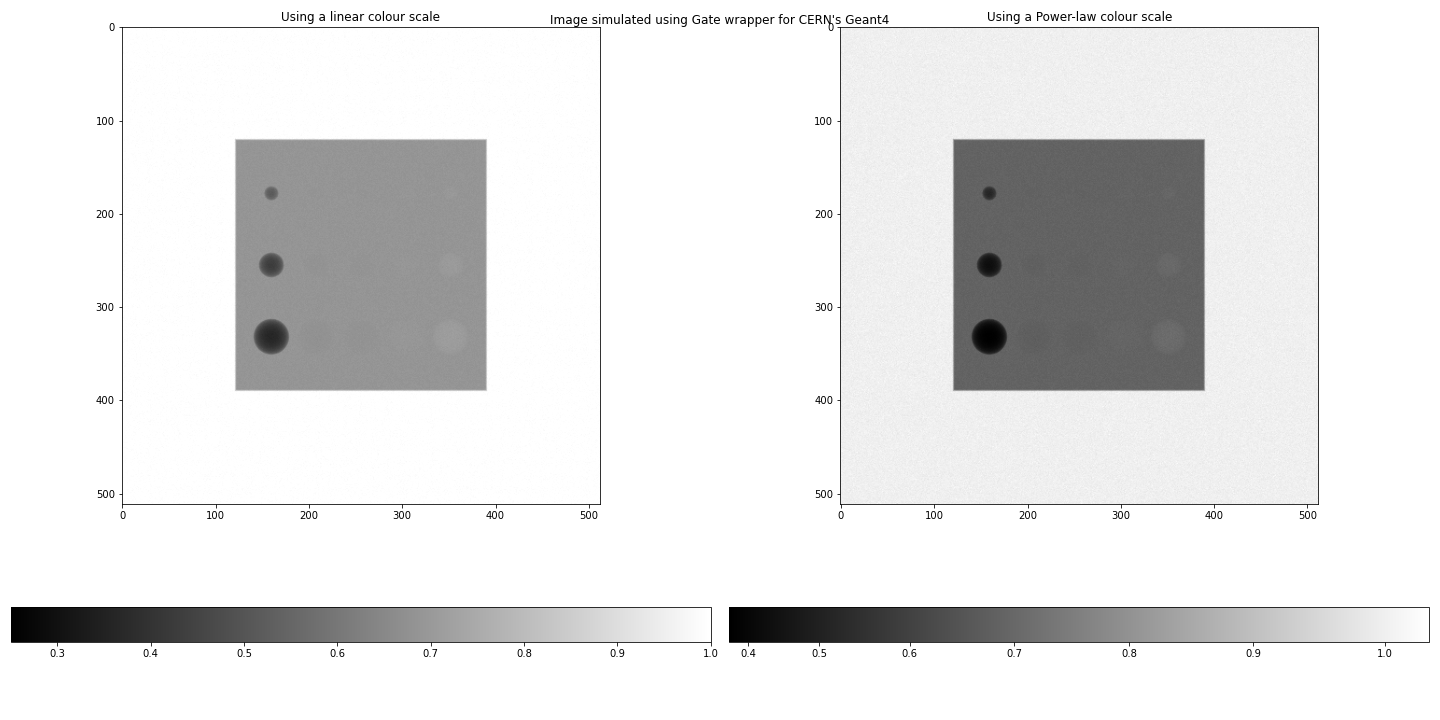 Image simulated using Gate wrapper for CERN's Geant4
Using a linear colour scale
0
100
200
300
400
500
0 100 200 300 400 500
0.3 0.4 0.5 0.6 0.7 0.8 0.9 1.0
Using a Power-law colour scale
0
100
200
300
400
500
0 100 200 300 400 500
0.4 0.5 0.6 0.7 0.8 0.9 1.0